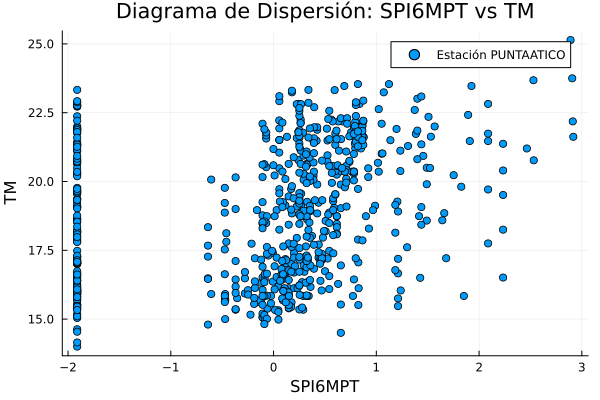 Diagrama de Dispersión: SPI6MPT vs TM
Estación PUNTAATICO
TM
25.0
22.5
20.0
17.5
15.0
−2 −1 0 1 2 3
SPI6MPT